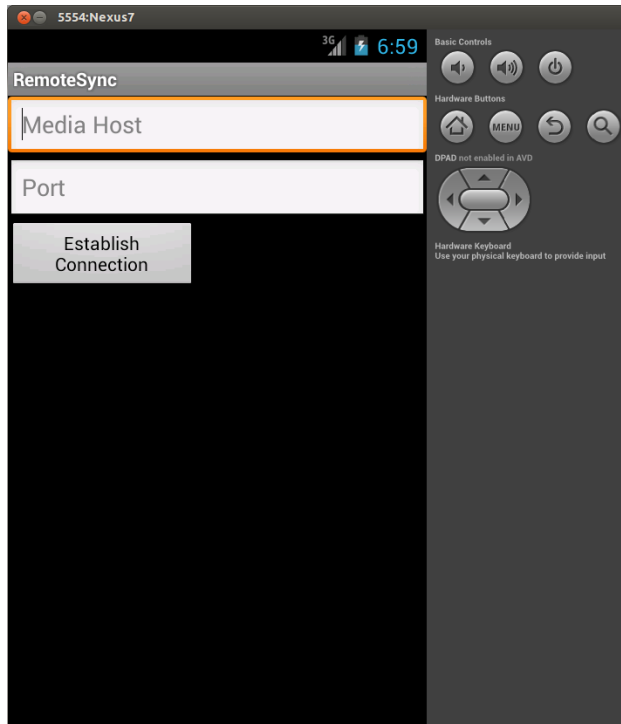 5554:Nexus7
3G 6:59
RemoteSync
Media Host
Port
Establish
Connection
Basic Controls
Hardware Buttons
MENU
DPAD not enabled in AVD
Hardware Keyboard
Use your physical keyboard to provide input